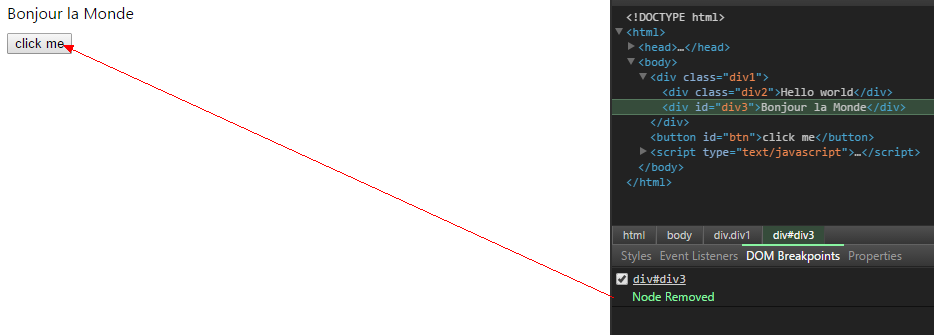 Bonjour la Monde
click me
<!DOCTYPE html>
▼<html>
▶<head>…</head>
▼<body>
▼<div class="div1">
<div class="div2">Hello world</div>
<div id="div3">Bonjour la Monde</div>
</div>
<button id="btn">click me</button>
▶<script type="text/javascript">…</script>
</body>
</html>
html body div.div1 div#div3
Styles Event Listeners DOM Breakpoints Properties
div#div3
Node Removed